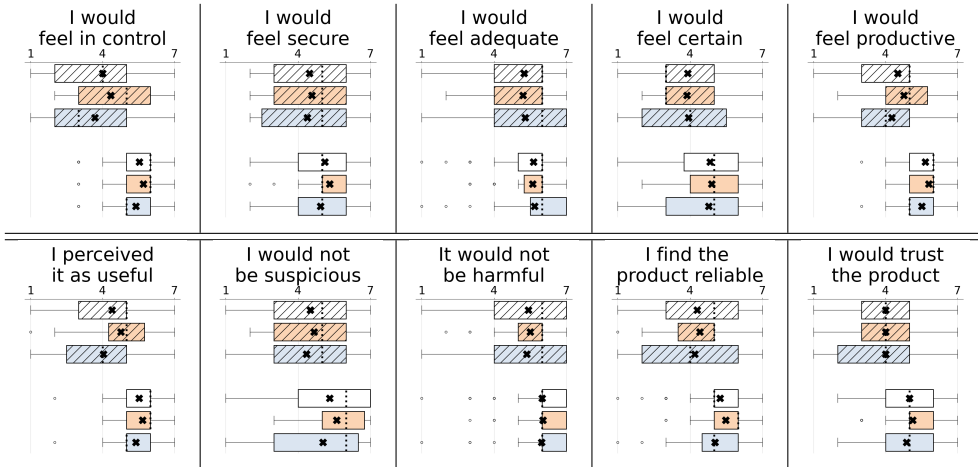 I would
feel in control
1 4 7
I would
feel secure
1 4 7
I would
feel adequate
1 4 7
I would
feel certain
1 4 7
I would
feel productive
1 4 7
I perceived
it as useful
1 4 7
I would not
be suspicious
1 4 7
It would not
be harmful
1 4 7
I find the
product reliable
1 4 7
I would trust
the product
1 4 7